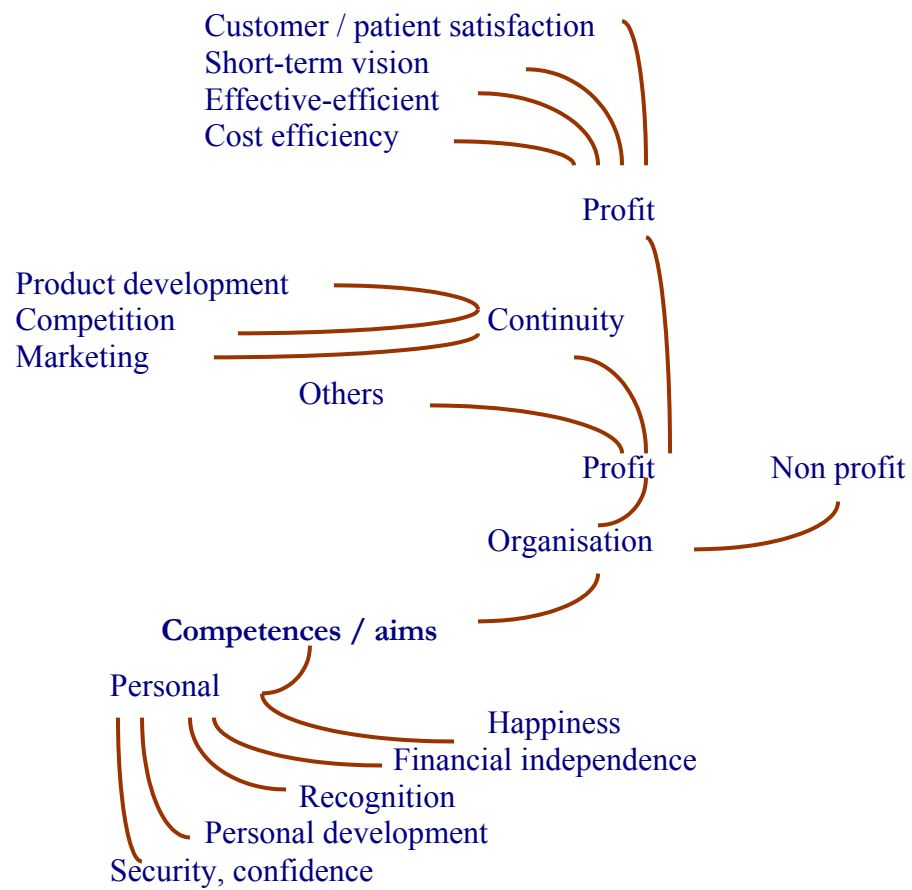 Customer / patient satisfaction
Short-term vision
Effective-efficient
Cost efficiency
Profit
Product development
Competition
Continuity
Marketing
Others
Profit
Non profit
Organisation
Competences / aims
Personal
Happiness
Financial independence
Recognition
Personal development
Security, confidence